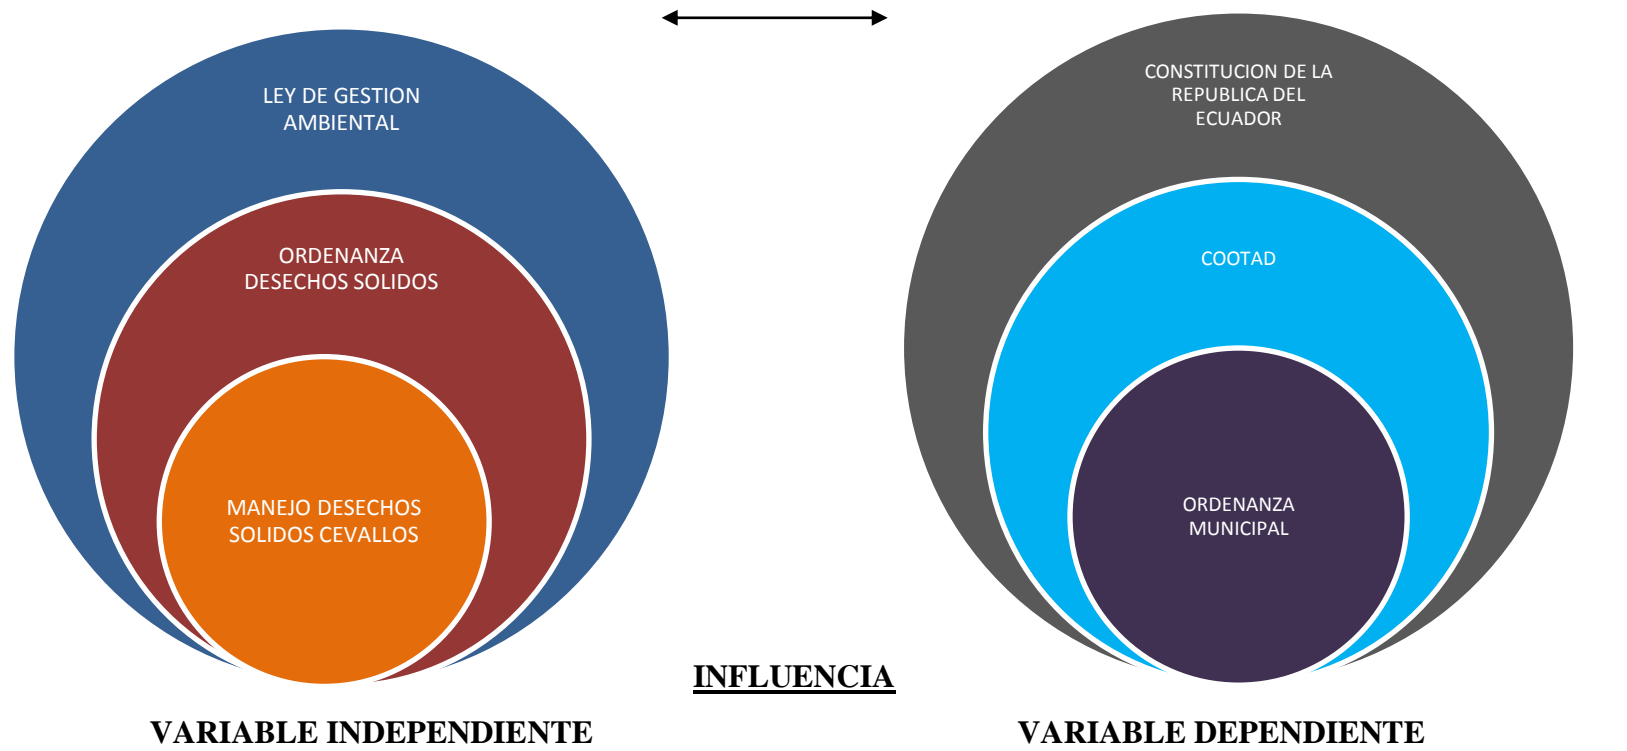 LEY DE GESTION
AMBIENTAL
ORDENANZA
DESECHOS SOLIDOS
MANEJO DESECHOS
SOLIDOS CEVALLOS
CONSTITUCION DE LA
REPUBLICA DEL
ECUADOR
COOTAD
ORDENANZA
MUNICIPAL
INFLUENCIA
VARIABLE INDEPENDIENTE
VARIABLE DEPENDIENTE